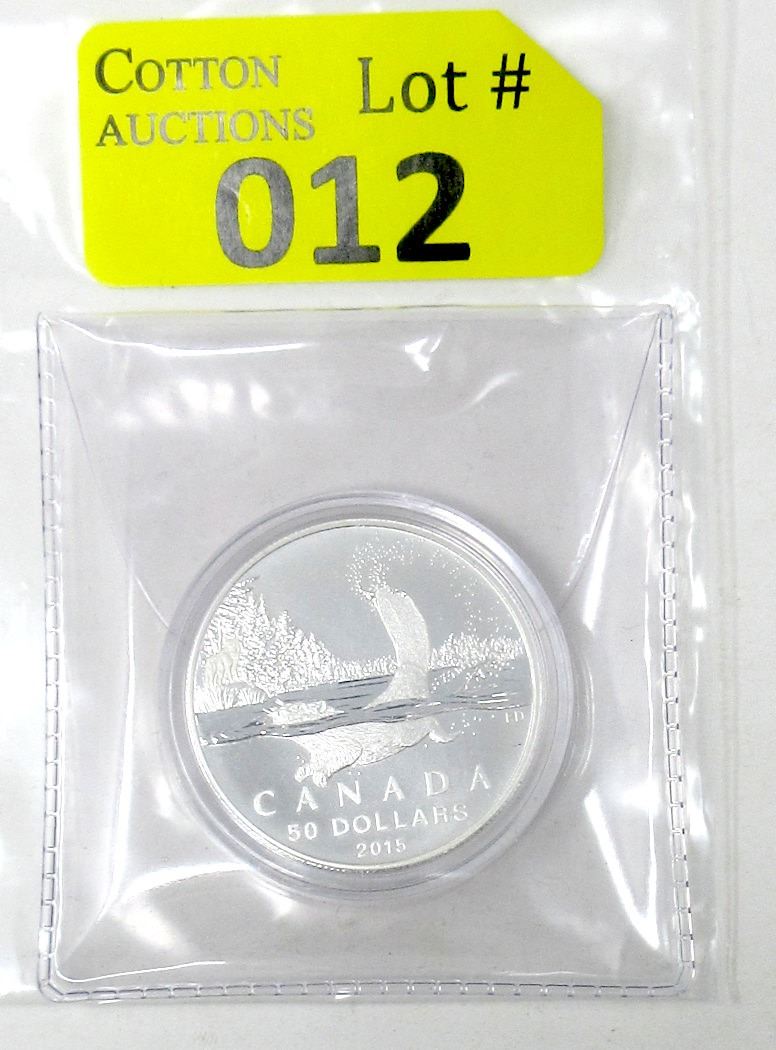 COTTON
AUCTIONS
Lot #
012
CANADA
50 DOLLARS
2015